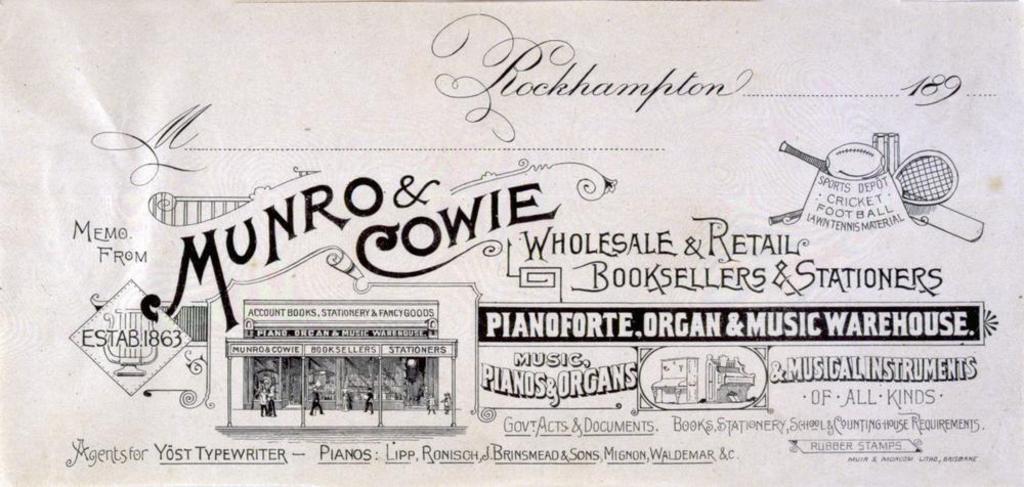 Rockhampton 189
M
Memo. From
Munro & Cowie
Estab. 1863
Sports Depôt
Cricket
Football
Lawn Tennis Material
Wholesale & Retail
Booksellers & Stationers
Account Books, Stationery & Fancy Goods
Piano, Organ & Music Warehouse.
Munro & Cowie Booksellers Stationers
Pianoforte, Organ & Music Warehouse.
Music,
Pianos & Organs
& Musical Instruments
· Of · All · Kinds ·
Govt Acts & Documents. Books, Stationery, School & Counting House Requirements.
Rubber Stamps.
Agents for Yöst Typewriter — Pianos: Lipp, Ronisch, J. Brinsmead & Sons, Mignon, Waldemar &c.
Litho, Brisbane